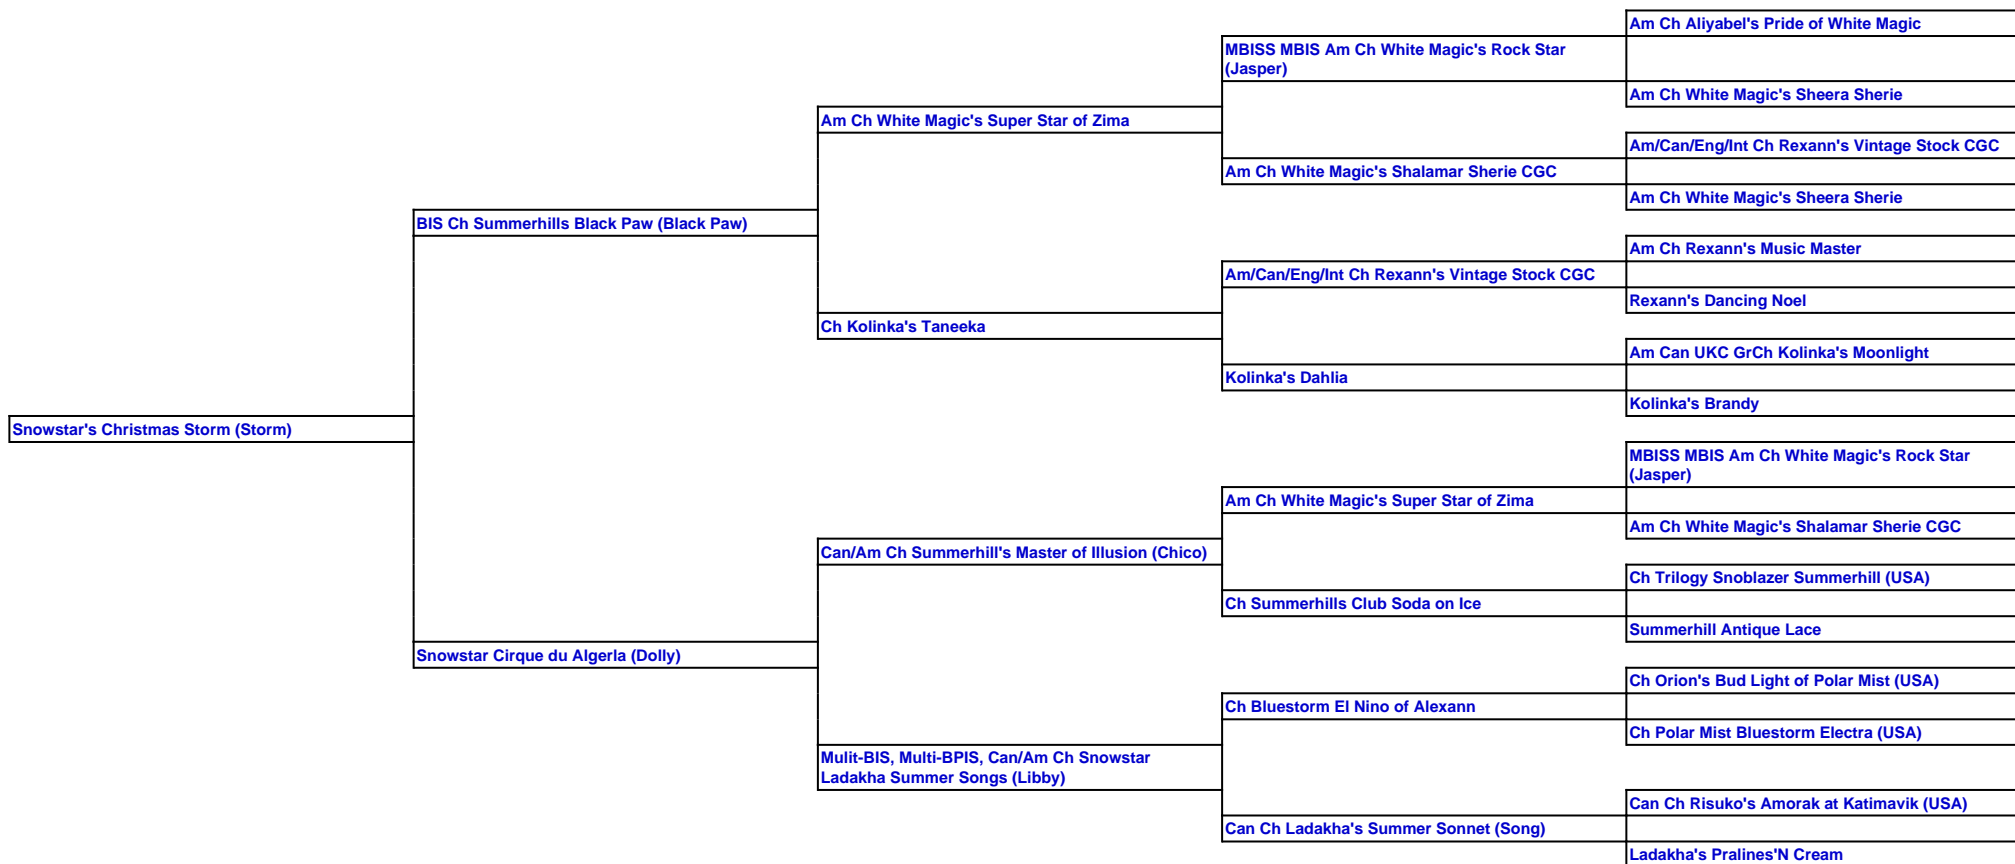 Am Ch Aliyabel's Pride of White Magic
MBISS MBIS Am Ch White Magic's Rock Star
(Jasper)
Am Ch White Magic's Sheera Sherie
Am Ch White Magic's Super Star of Zima
Am/Can/Eng/Int Ch Rexann's Vintage Stock CGC
Am Ch White Magic's Shalamar Sherie CGC
Am Ch White Magic's Sheera Sherie
BIS Ch Summerhills Black Paw (Black Paw)
Am Ch Rexann's Music Master
Am/Can/Eng/Int Ch Rexann's Vintage Stock CGC
Rexann's Dancing Noel
Ch Kolinka's Taneeka
Am Can UKC GrCh Kolinka's Moonlight
Kolinka's Dahlia
Kolinka's Brandy
Snowstar's Christmas Storm (Storm)
MBISS MBIS Am Ch White Magic's Rock Star
(Jasper)
Am Ch White Magic's Super Star of Zima
Am Ch White Magic's Shalamar Sherie CGC
Can/Am Ch Summerhill's Master of Illusion (Chico)
Ch Trilogy Snoblazer Summerhill (USA)
Ch Summerhills Club Soda on Ice
Summerhill Antique Lace
Snowstar Cirque du Algerla (Dolly)
Ch Orion's Bud Light of Polar Mist (USA)
Ch Bluestorm El Nino of Alexann
Ch Polar Mist Bluestorm Electra (USA)
Mulit-BIS, Multi-BPIS, Can/Am Ch Snowstar
Ladakha Summer Songs (Libby)
Can Ch Risuko's Amorak at Katimavik (USA)
Can Ch Ladakha's Summer Sonnet (Song)
Ladakha's Pralines'N Cream